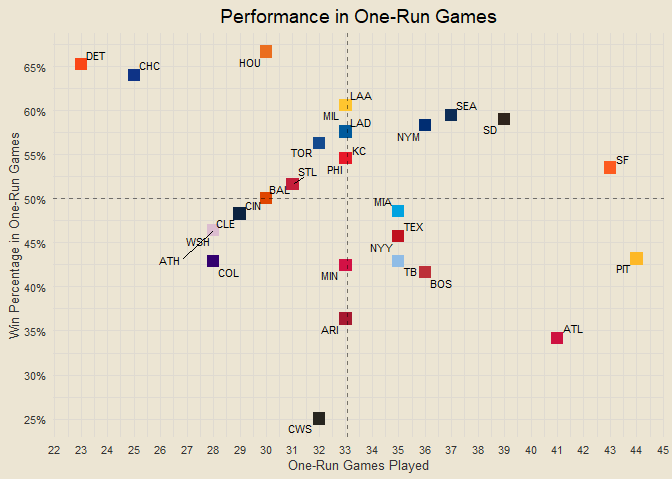 Performance in One-Run Games
DET
CHC
HOU
65%
LAA
60%
MIL
SEA
LAD
SD
NYM
55%
TOR
KC
SF
PHI
STL
50%
BAL
MIA
CIN
CLE
TEX
45%
WSH
NYY
ATH
COL
MIN
TB
PIT
40%
BOS
35%
ARI
ATL
30%
25%
CWS
Win Percentage in One-Run Games
22 23 24 25 26 27 28 29 30 31 32 33 34 35 36 37 38 39 40 41 42 43 44 45
One-Run Games Played